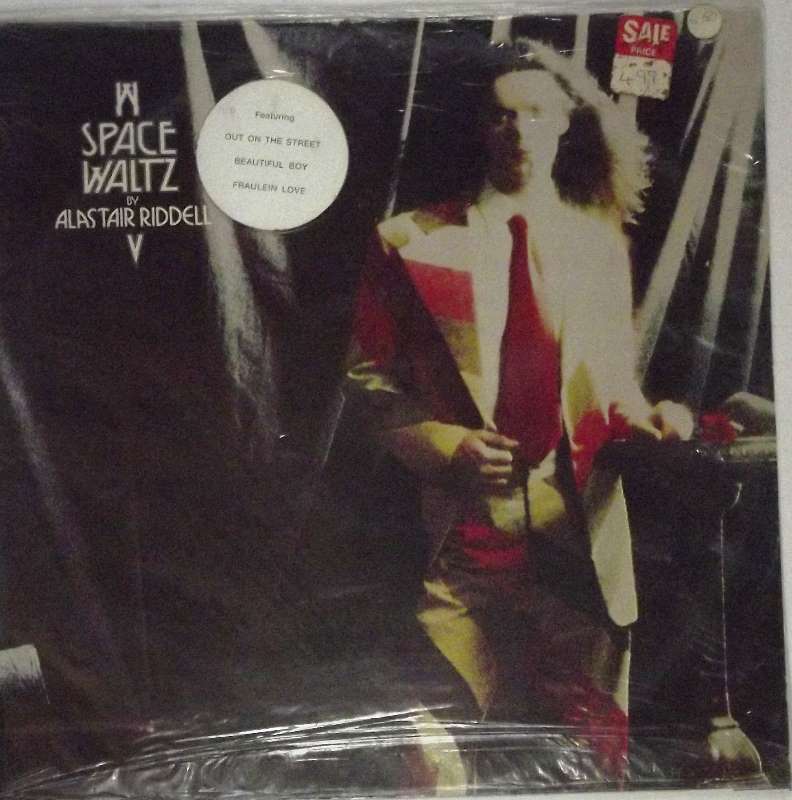 SPACE
WALTZ
BY
ALASTAIR RIDDELL
Featuring
OUT ON THE STREET
BEAUTIFUL BOY
FRAULEIN LOVE
SALE
PRICE
4.99